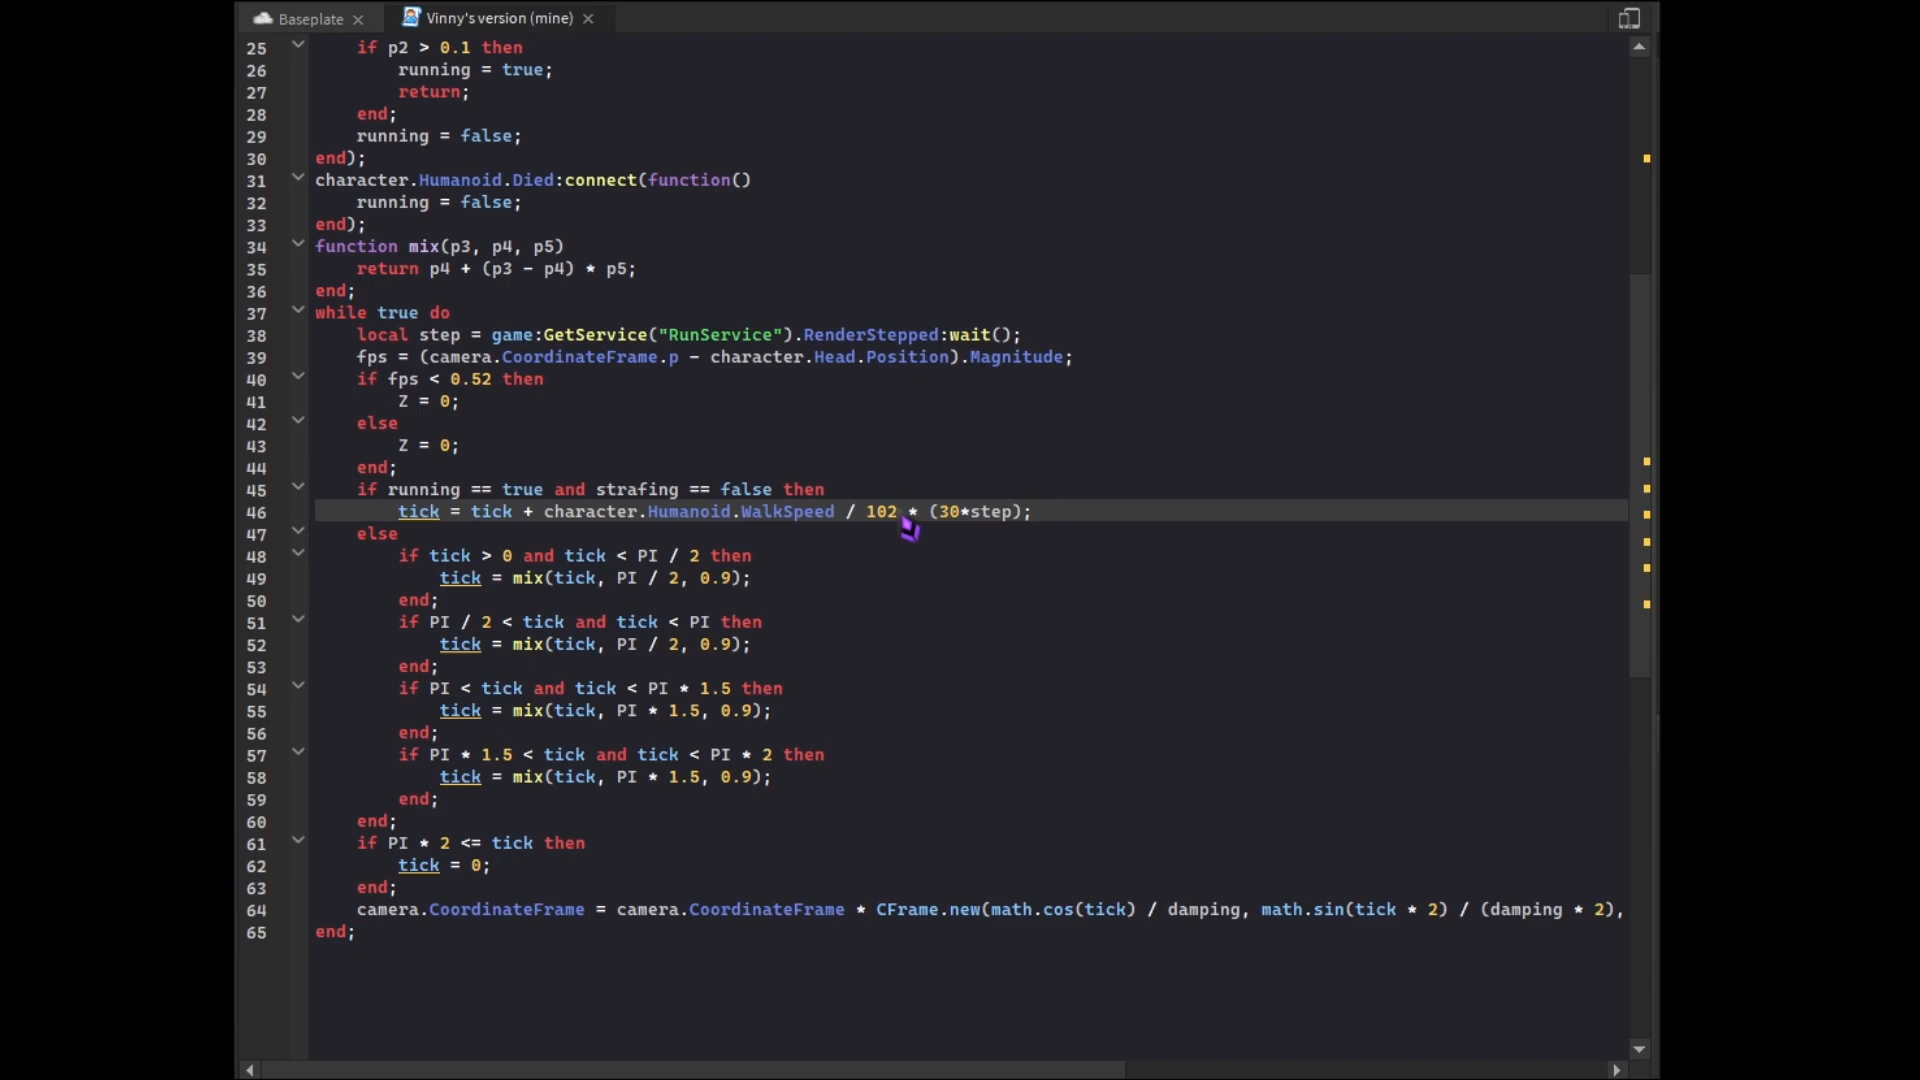 Baseplate
Vinny's version (mine)
25 if p2 > 0.1 then
26 running = true;
27 return;
28 end;
29 running = false;
30 end);
31 character.Humanoid.Died:connect(function()
32 running = false;
33 end);
34 function mix(p3, p4, p5)
35 return p4 + (p3 - p4) * p5;
36 end;
37 while true do
38 local step = game:GetService("RunService").RenderStepped:wait();
39 fps = (camera.CoordinateFrame.p - character.Head.Position).Magnitude;
40 if fps < 0.52 then
41 Z = 0;
42 else
43 Z = 0;
44 end;
45 if running == true and strafing == false then
46 tick = tick + character.Humanoid.WalkSpeed / 102 * (30*step);
47 else
48 if tick > 0 and tick < PI / 2 then
49 tick = mix(tick, PI / 2, 0.9);
50 end;
51 if PI / 2 < tick and tick < PI then
52 tick = mix(tick, PI / 2, 0.9);
53 end;
54 if PI < tick and tick < PI * 1.5 then
55 tick = mix(tick, PI * 1.5, 0.9);
56 end;
57 if PI * 1.5 < tick and tick < PI * 2 then
58 tick = mix(tick, PI * 1.5, 0.9);
59 end;
60 end;
61 if PI * 2 <= tick then
62 tick = 0;
63 end;
64 camera.CoordinateFrame = camera.CoordinateFrame * CFrame.new(math.cos(tick) / damping, math.sin(tick * 2) / (damping * 2),
65 end;